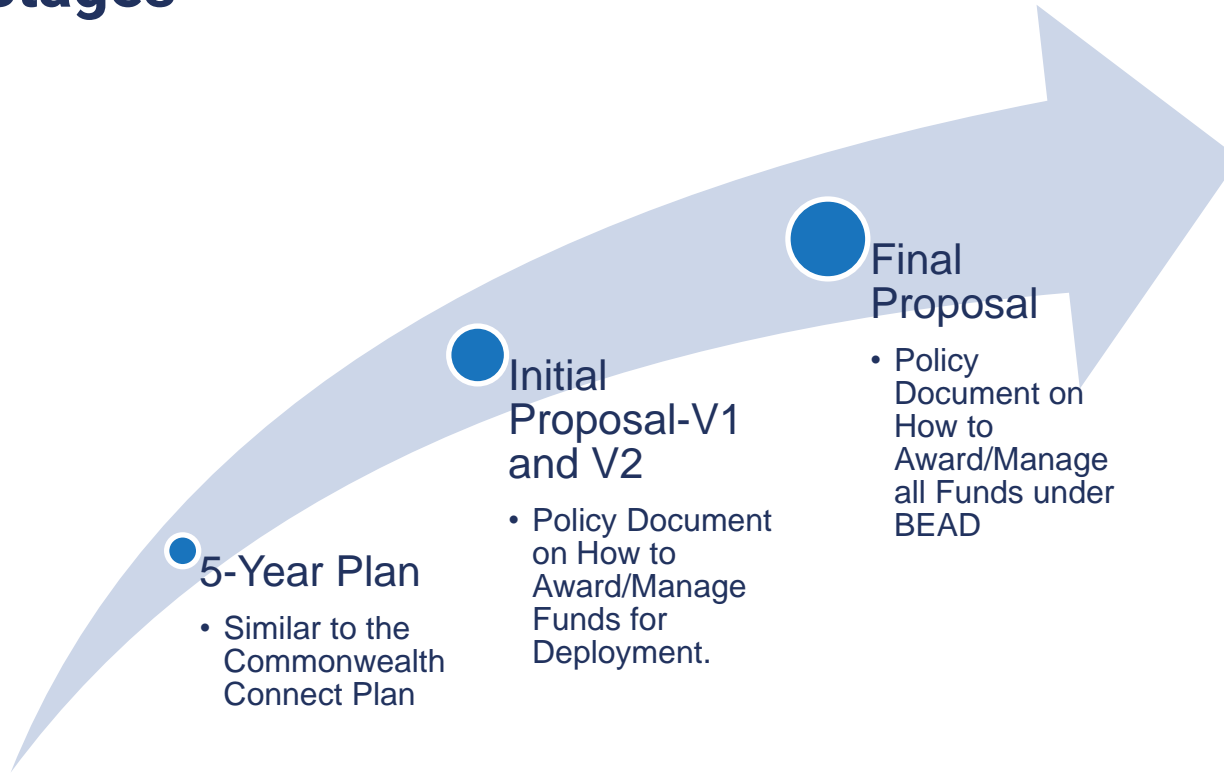 Stages
5-Year Plan
• Similar to the
Commonwealth
Connect Plan
Initial
Proposal-V1
and V2
• Policy Document
on How to
Award/Manage
Funds for
Deployment.
Final
Proposal
• Policy
Document on
How to
Award/Manage
all Funds under
BEAD